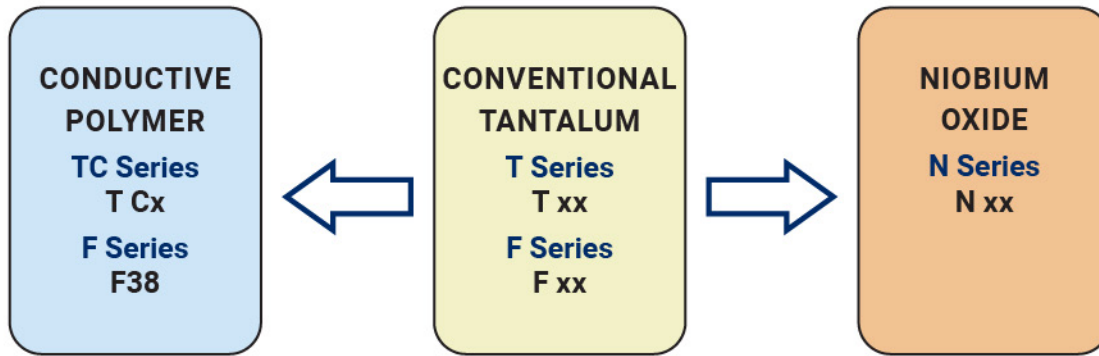 CONDUCTIVE
POLYMER
TC Series
T Cx
F Series
F38
CONVENTIONAL
TANTALUM
T Series
T xx
F Series
F xx
NIOBIUM
OXIDE
N Series
N xx